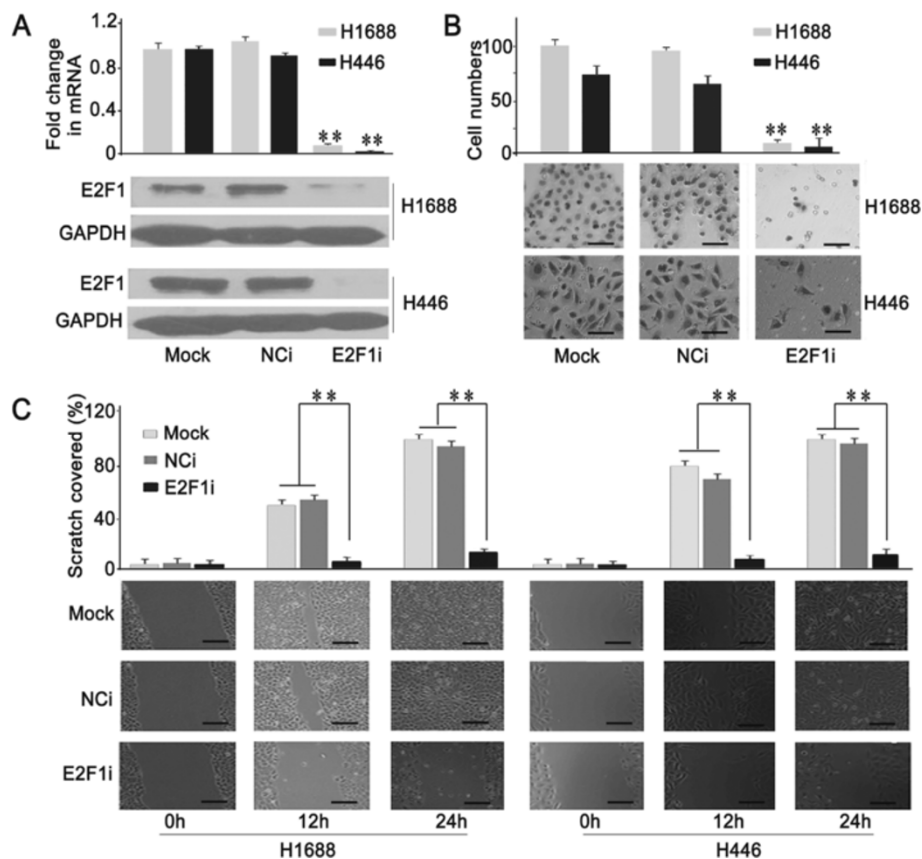 A
Fold change
in mRNA
1.2
0.8
0.4
0
H1688
H446
**
**
E2F1
GAPDH
H1688
E2F1
GAPDH
H446
Mock NCi E2F1i
B
Cell numbers
100
50
0
H1688
H446
**
**
H1688
H446
Mock NCi E2F1i
C
Scratch covered (%)
120
80
40
0
Mock
NCi
E2F1i
**
**
**
**
Mock
NCi
E2F1i
0h 12h 24h 0h 12h 24h
H1688 H446